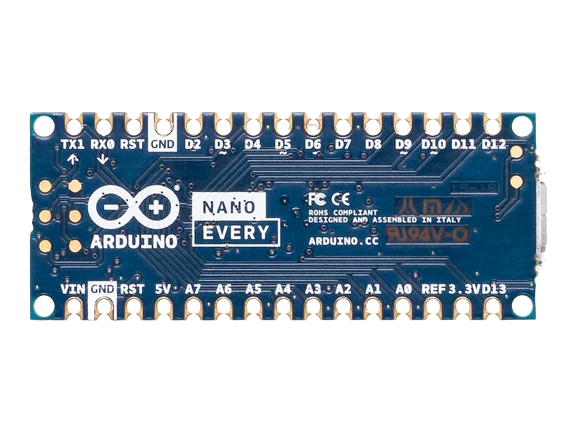 TX1 RX0 RST GND D2 D3 D4 D5 D6 D7 D8 D9 D10 D11 D12
~ ~ ~ ~ ~
NANO
EVERY
ARDUINO
FC CE
ROHS COMPLIANT
DESIGNED AND ASSEMBLED IN ITALY
ARDUINO.CC
94V-0
VIN GND RST 5V A7 A6 A5 A4 A3 A2 A1 A0 REF 3.3V D13